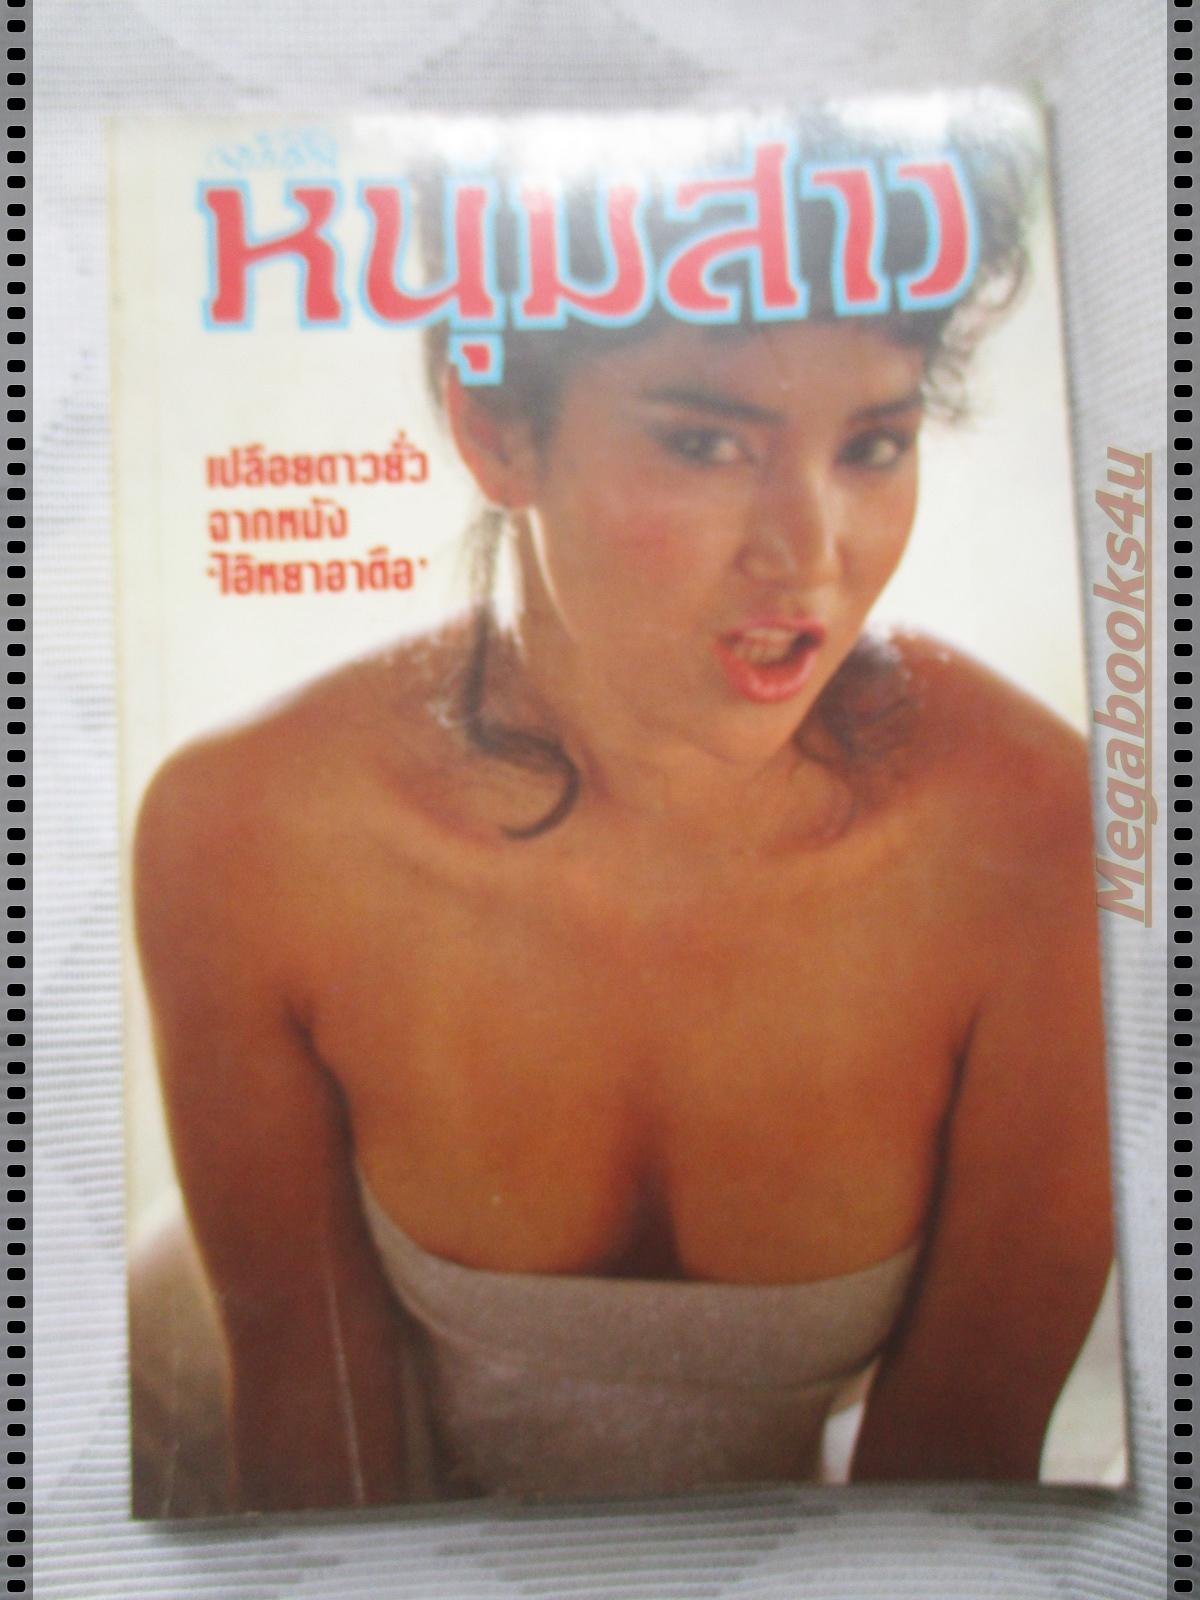 หนุ่มสาว
เปลือยดาวยั่ว
ฉากหนัง
"ไอ้หยาอาตือ"
Megabooks4u